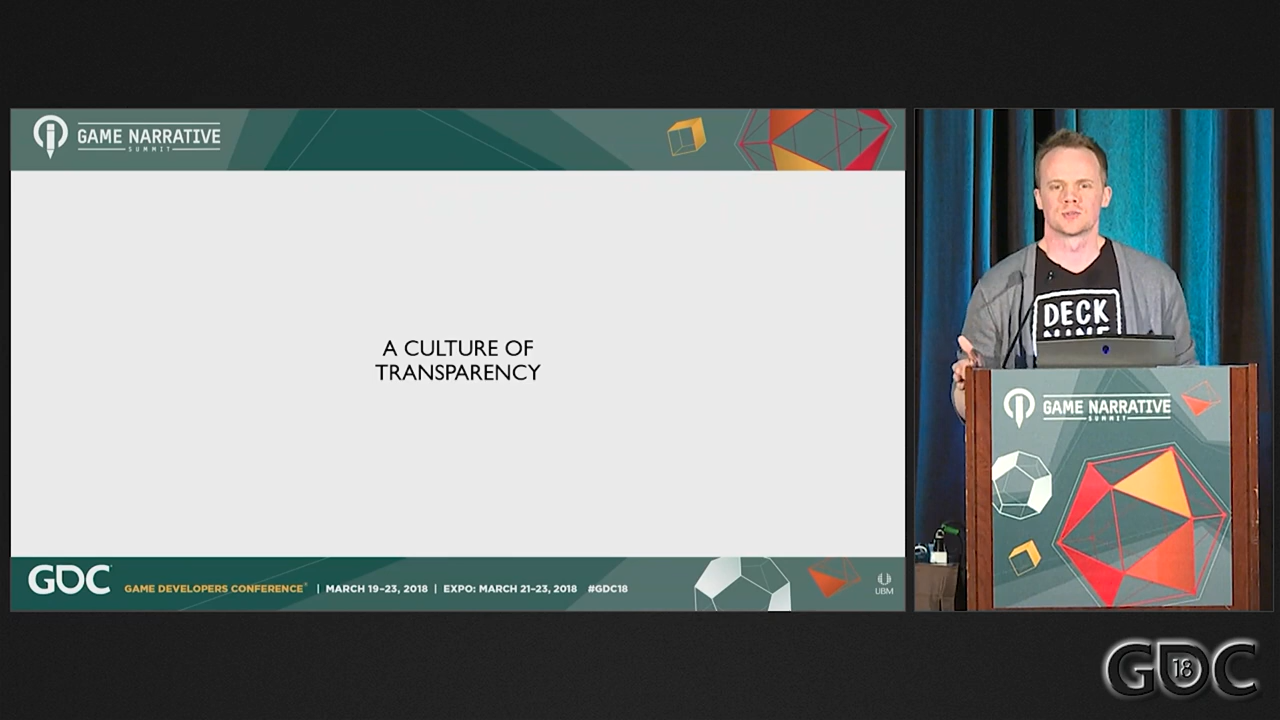 GAME NARRATIVE
SUMMIT
A CULTURE OF
TRANSPARENCY
GDC
GAME DEVELOPERS CONFERENCE® | MARCH 19–23, 2018 | EXPO: MARCH 21–23, 2018 #GDC18
UBM
DECK
NINE
GAME NARRATIVE
SUMMIT
GDC
18